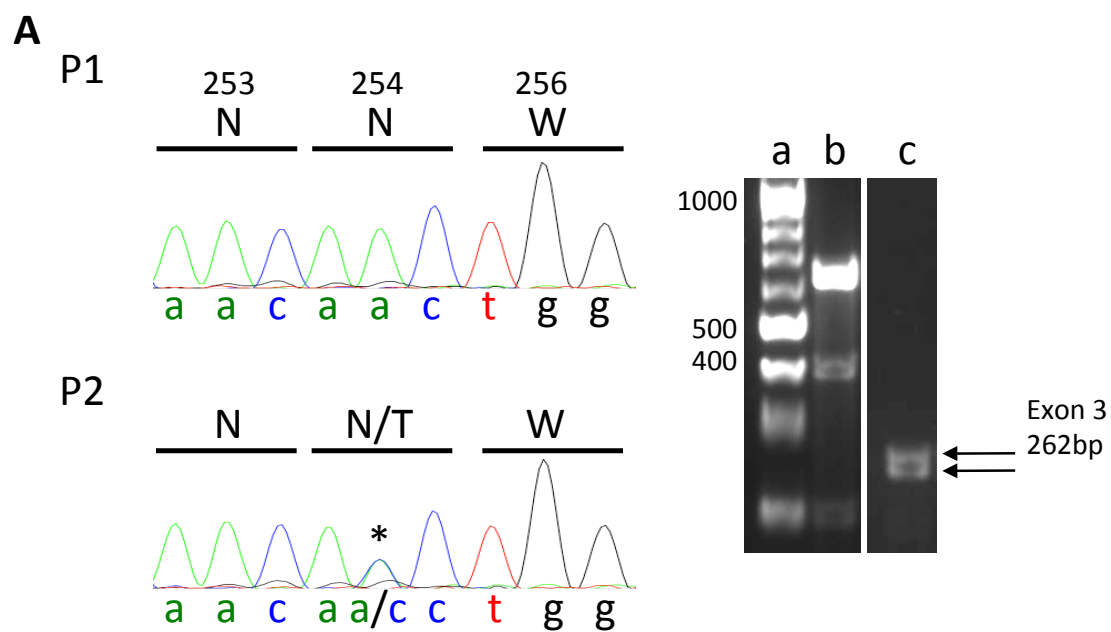 A
P1
253 254 256
N N W
a a c a a c t g g
P2
N N/T W
*
a a c a a/c c t g g
a b c
1000
500
400
Exon 3
262bp